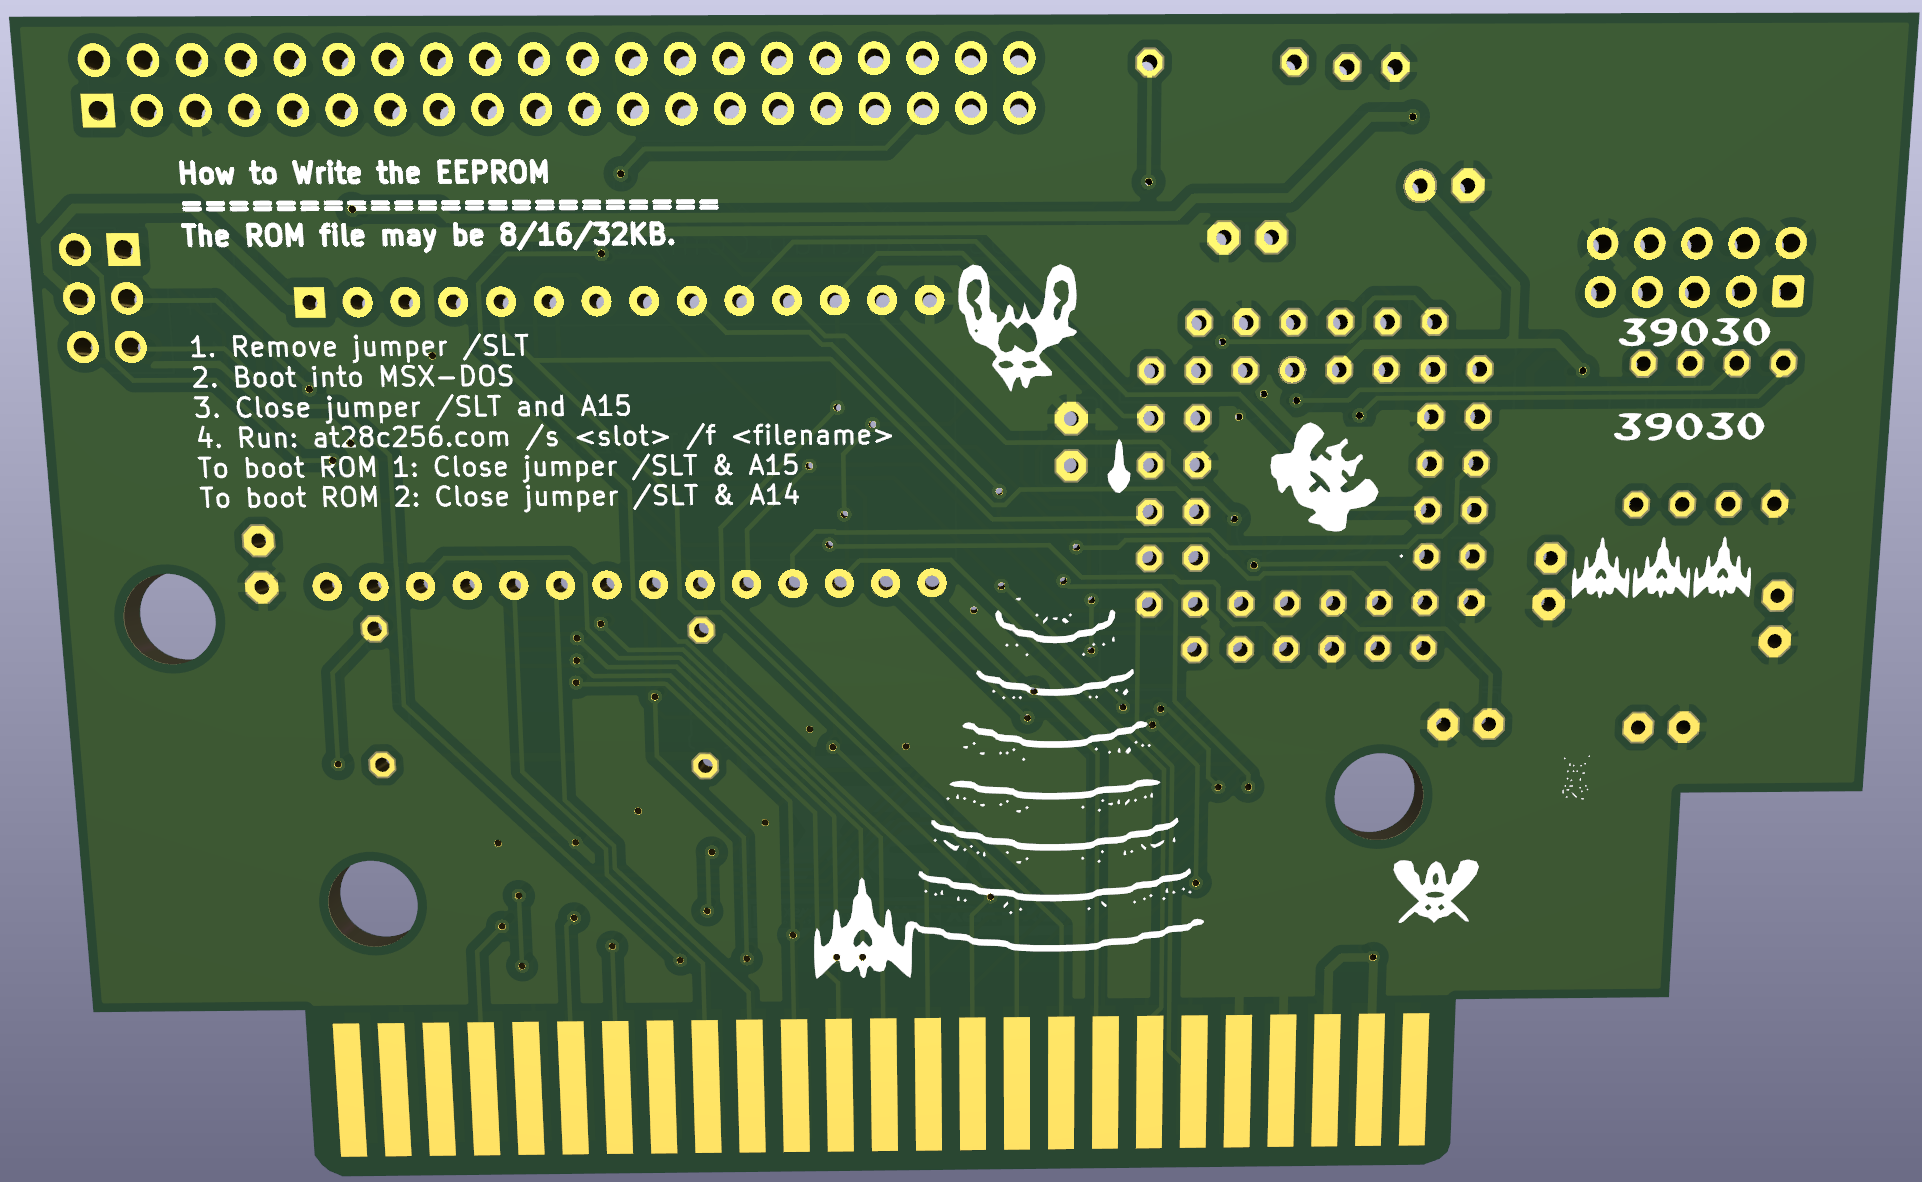 How to Write the EEPROM
=======================
The ROM file may be 8/16/32KB.
1. Remove jumper /SLT
2. Boot into MSX-DOS
3. Close jumper /SLT and A15
4. Run: at28c256.com /s <slot> /f <filename>
To boot ROM 1: Close jumper /SLT & A15
To boot ROM 2: Close jumper /SLT & A14
39030
39030